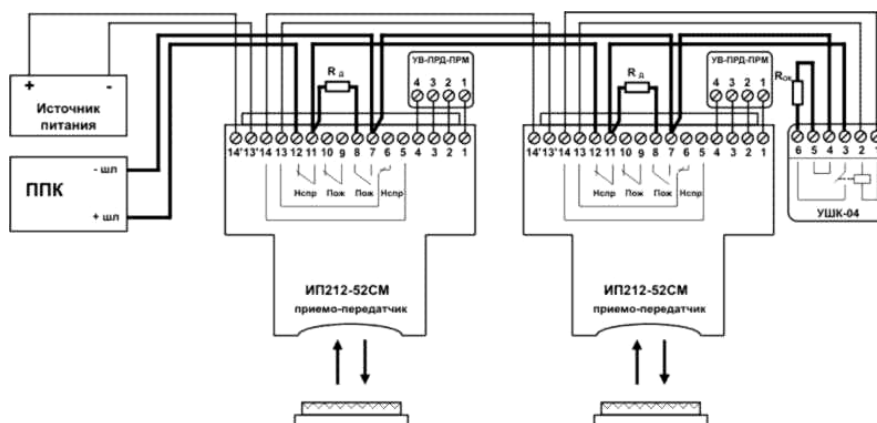 + -
Источник
питания
- шл
ППК
+ шл
R д
УВ-ПРД-ПРМ
4 3 2 1
14' 13' 14 13 12 11 10 9 8 7 6 5 4 3 2 1
Нспр Пож Пож Нспр
ИП212-52СМ
приемо-передатчик
R д
УВ-ПРД-ПРМ
4 3 2 1
14' 13' 14 13 12 11 10 9 8 7 6 5 4 3 2 1
Нспр Пож Пож Нспр
ИП212-52СМ
приемо-передатчик
Rок
6 5 4 3 2 1
УШК-04